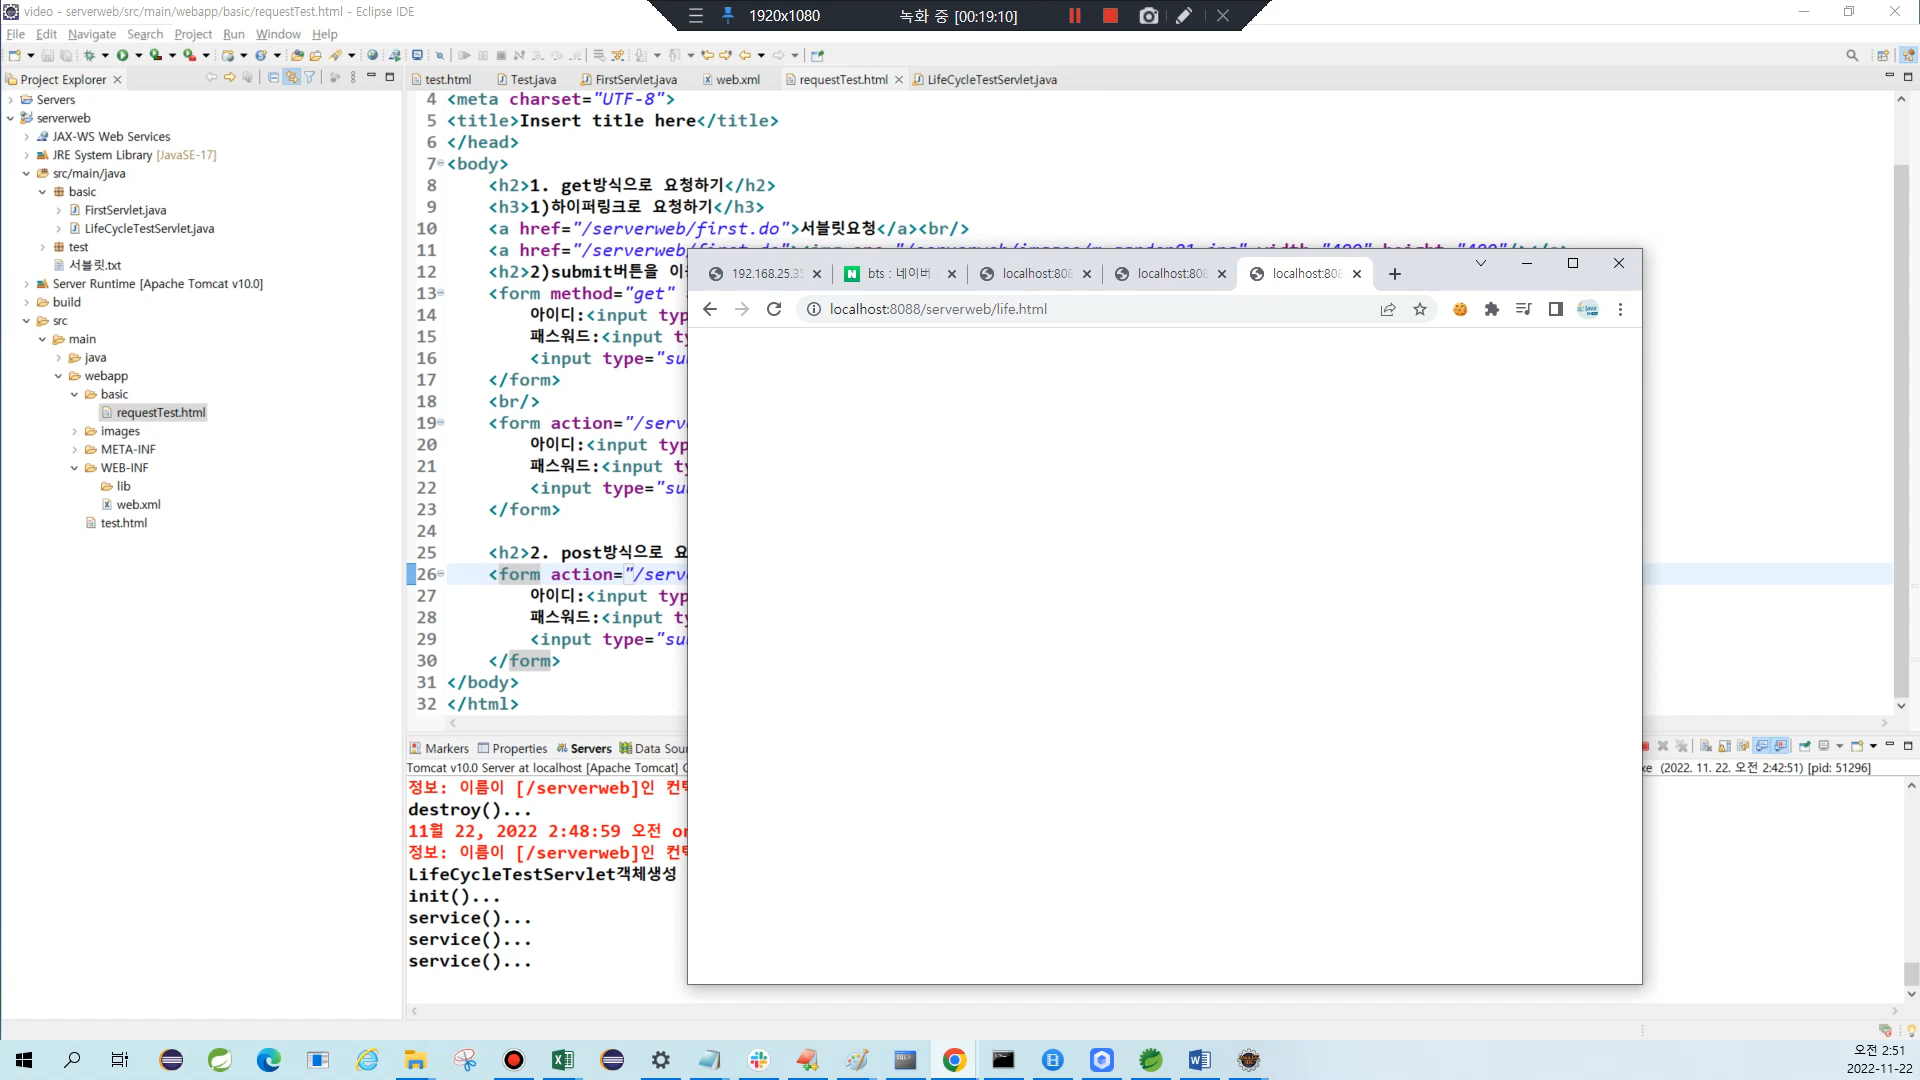 video - serverweb/src/main/webapp/basic/requestTest.html - Eclipse IDE
1920x1080
녹화 중 [00:19:10]
File Edit Navigate Search Project Run Window Help
Project Explorer
test.html Test.java FirstServlet.java web.xml requestTest.html LifeCycleTestServlet.java
Servers
serverweb
JAX-WS Web Services
JRE System Library [JavaSE-17]
src/main/java
basic
FirstServlet.java
LifeCycleTestServlet.java
test
서블릿.txt
Server Runtime [Apache Tomcat v10.0]
build
src
main
java
webapp
basic
requestTest.html
images
META-INF
WEB-INF
lib
web.xml
test.html
4 <meta charset="UTF-8">
5 <title>Insert title here</title>
6 </head>
7 <body>
8 <h2>1. get방식으로 요청하기</h2>
9 <h3>1)하이퍼링크로 요청하기</h3>
10 <a href="/serverweb/first.do">서블릿요청</a><br/>
11 <a href="/serverweb/first.do"><img src="/serverweb/images/
12 <h2>2)submit버튼을
13 <form method="get"
14 아이디:<input typ
15 패스워드:<input t
16 <input type="su
17 </form>
18 <br/>
19 <form action="/serv
20 아이디:<input typ
21 패스워드:<input t
22 <input type="su
23 </form>
24
25 <h2>2. post방식으로 요
26 <form action="/serv
27 아이디:<input typ
28 패스워드:<input t
29 <input type="su
30 </form>
31 </body>
32 </html>
192.168.25.35 bts : 네이버 localhost:808 localhost:808 localhost:808
localhost:8088/serverweb/life.html
Markers Properties Servers Data Sou
Tomcat v10.0 Server at localhost [Apache Tomcat] (2022. 11. 22. 오전 2:42:51) [pid: 51296]
정보: 이름이 [/serverweb]인 컨텍
destroy()...
11월 22, 2022 2:48:59 오전 or
정보: 이름이 [/serverweb]인 컨텍
LifeCycleTestServlet객체생성
init()...
service()...
service()...
service()...
오전 2:51
2022-11-22